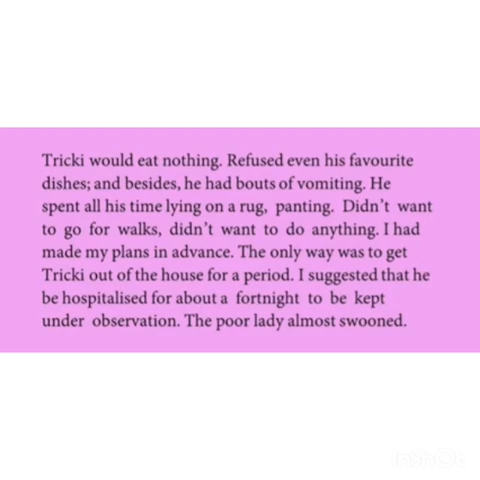 Tricki would eat nothing. Refused even his favourite
dishes; and besides, he had bouts of vomiting. He
spent all his time lying on a rug, panting. Didn't want
to go for walks, didn't want to do anything. I had
made my plans in advance. The only way was to get
Tricki out of the house for a period. I suggested that he
be hospitalised for about a fortnight to be kept
under observation. The poor lady almost swooned.